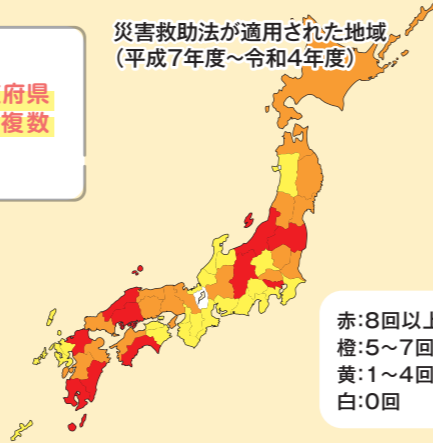 災害救助法が適用された地域
(平成7年度〜令和4年度)
府県
複数
赤:8回以上
橙:5〜7回
黄:1〜4回
白:0回